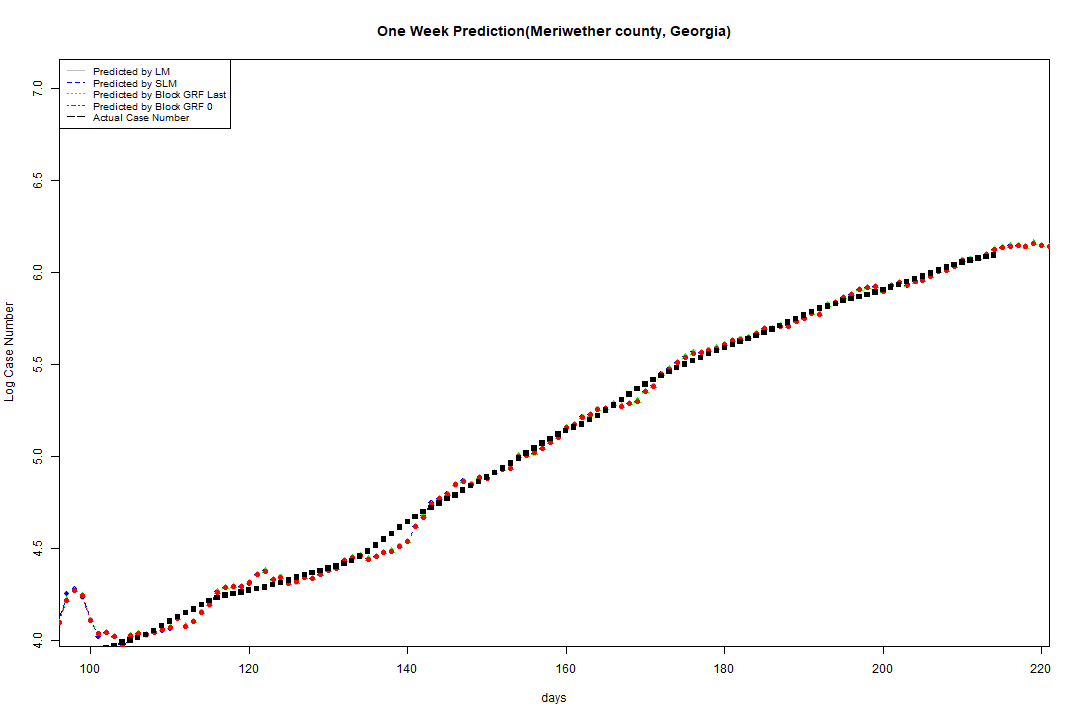 One Week Prediction(Meriwether county, Georgia)
Predicted by LM
Predicted by SLM
Predicted by Block GRF Last
Predicted by Block GRF 0
Actual Case Number
7.0
6.5
6.0
5.5
5.0
4.5
4.0
Log Case Number
100 120 140 160 180 200 220
days